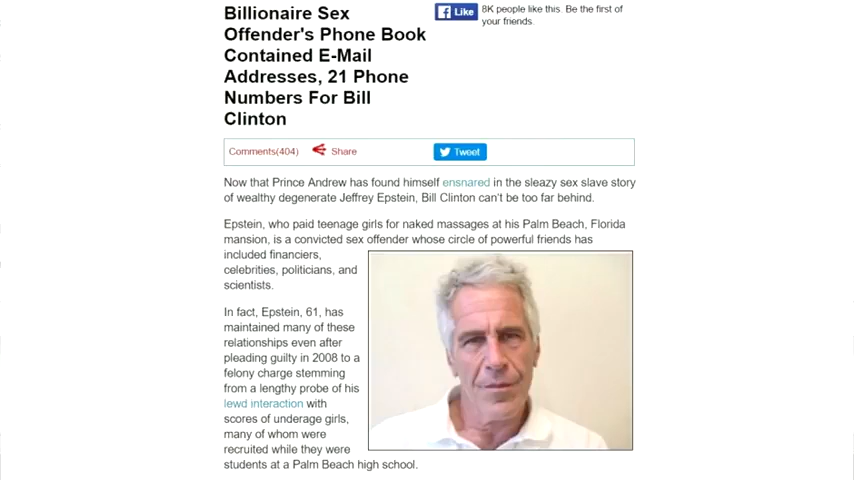 Billionaire Sex
Offender's Phone Book
Contained E-Mail
Addresses, 21 Phone
Numbers For Bill
Clinton
Like
8K people like this. Be the first of
your friends.
Comments(404) Share Tweet
Now that Prince Andrew has found himself ensnared in the sleazy sex slave story
of wealthy degenerate Jeffrey Epstein, Bill Clinton can't be too far behind.
Epstein, who paid teenage girls for naked massages at his Palm Beach, Florida
mansion, is a convicted sex offender whose circle of powerful friends has
included financiers,
celebrities, politicians, and
scientists.
In fact, Epstein, 61, has
maintained many of these
relationships even after
pleading guilty in 2008 to a
felony charge stemming
from a lengthy probe of his
lewd interaction with
scores of underage girls,
many of whom were
recruited while they were
students at a Palm Beach high school.